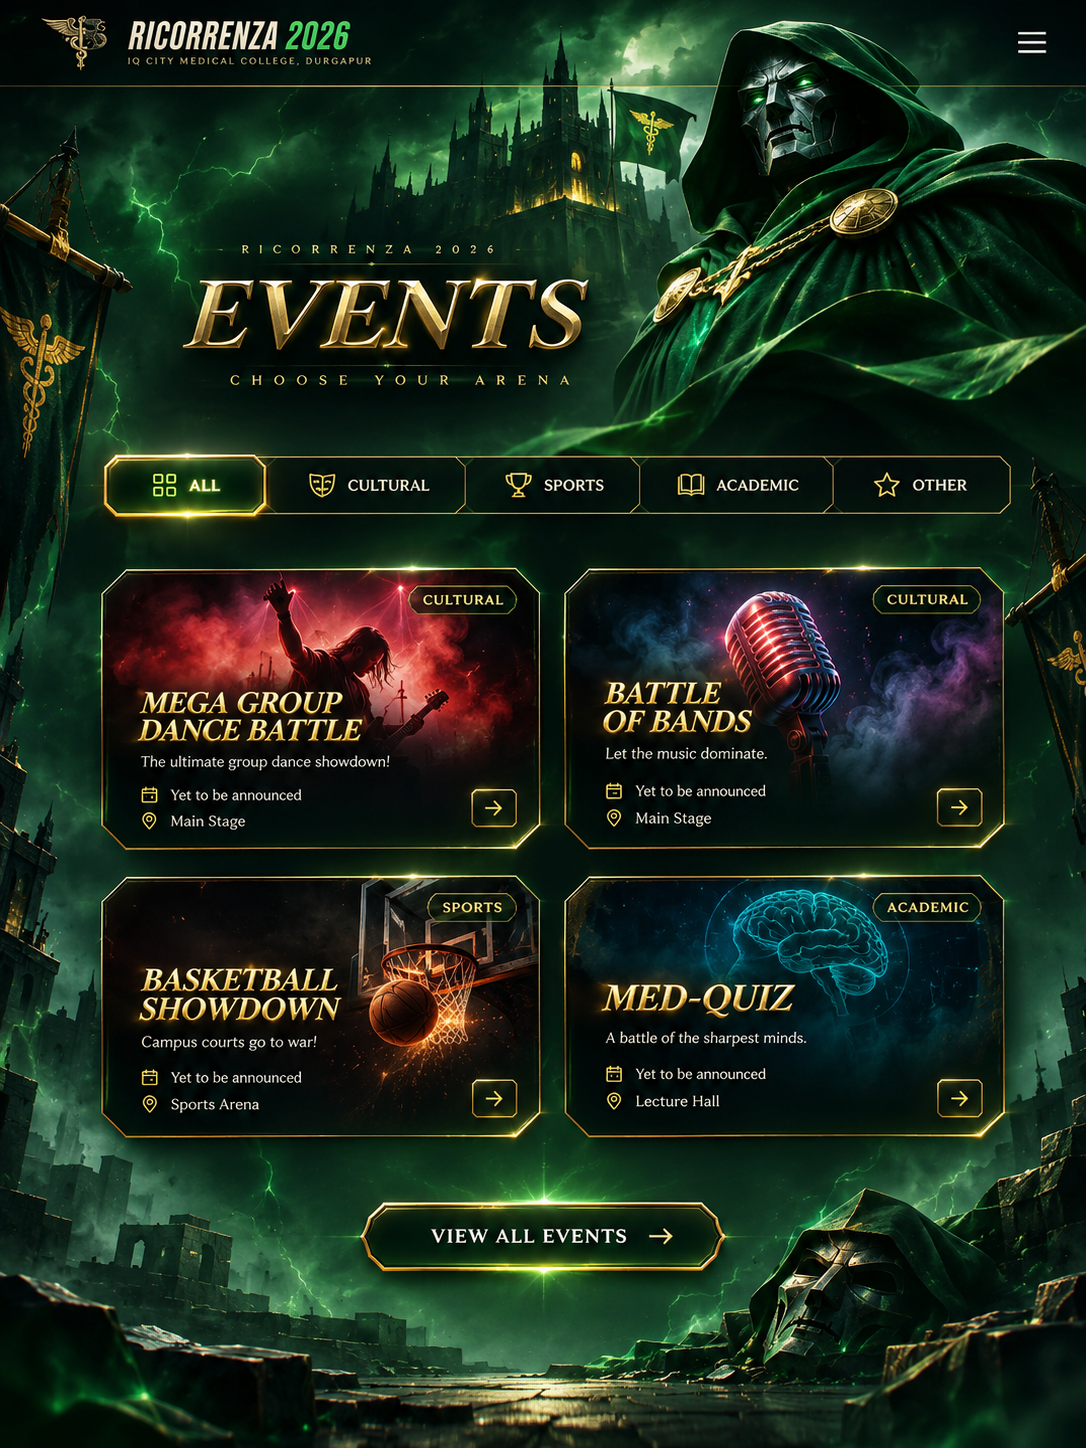 RICORRENZA 2026
IQ CITY MEDICAL COLLEGE, DURGAPUR
RICORRENZA 2026
EVENTS
CHOOSE YOUR ARENA
ALL
CULTURAL
SPORTS
ACADEMIC
OTHER
CULTURAL
MEGA GROUP
DANCE BATTLE
The ultimate group dance showdown!
Yet to be announced
Main Stage
CULTURAL
BATTLE
OF BANDS
Let the music dominate.
Yet to be announced
Main Stage
SPORTS
BASKETBALL
SHOWDOWN
Campus courts go to war!
Yet to be announced
Sports Arena
ACADEMIC
MED-QUIZ
A battle of the sharpest minds.
Yet to be announced
Lecture Hall
VIEW ALL EVENTS